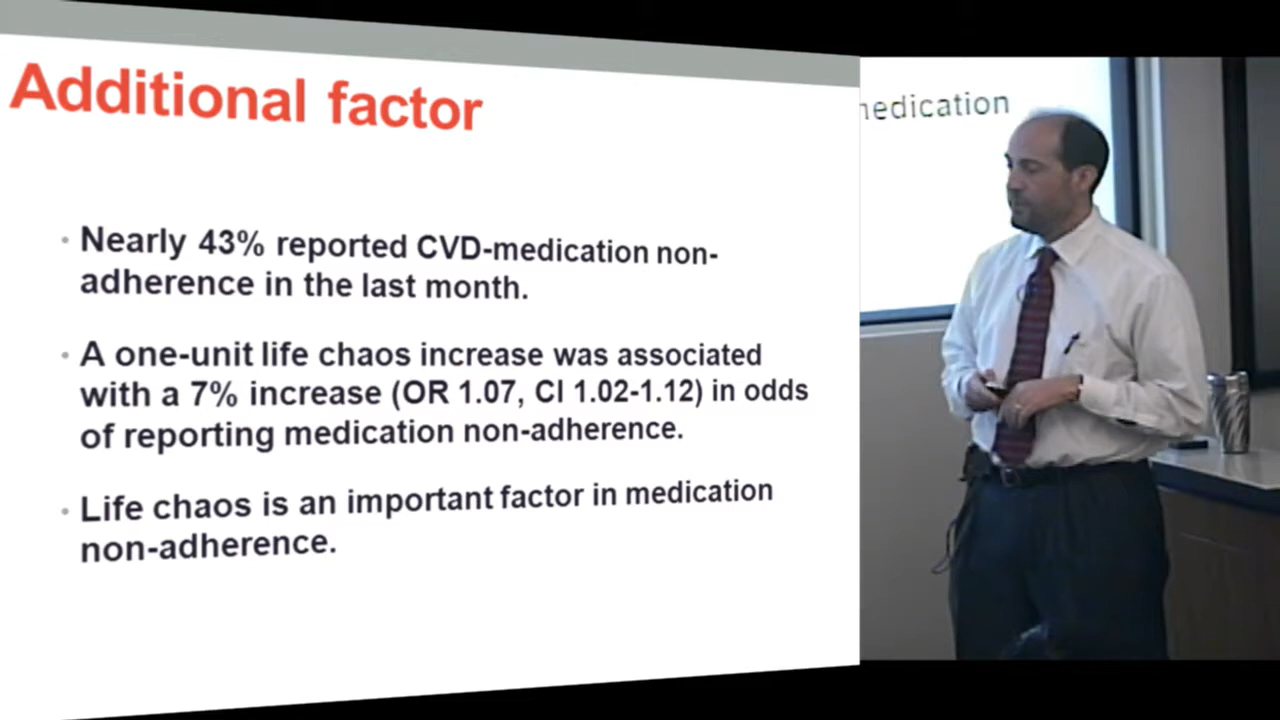 Additional factor
Nearly 43% reported CVD-medication non-
adherence in the last month.
A one-unit life chaos increase was associated
with a 7% increase (OR 1.07, CI 1.02-1.12) in odds
of reporting medication non-adherence.
Life chaos is an important factor in medication
non-adherence.
nedication